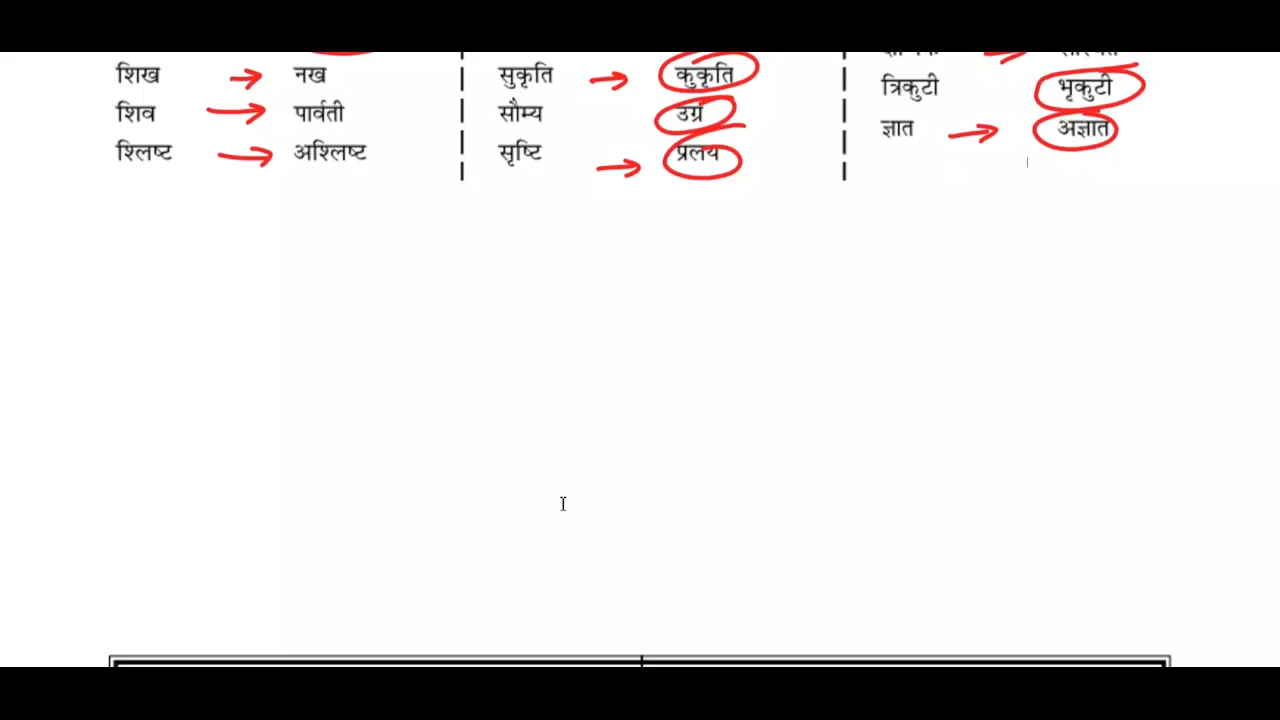 शिख नख
शिव पार्वती
श्लिष्ट अश्लिष्ट
सुकृति कुकृति
सौम्य उग्र
सृष्टि प्रलय
त्रिकुटी भृकुटी
ज्ञात अज्ञात